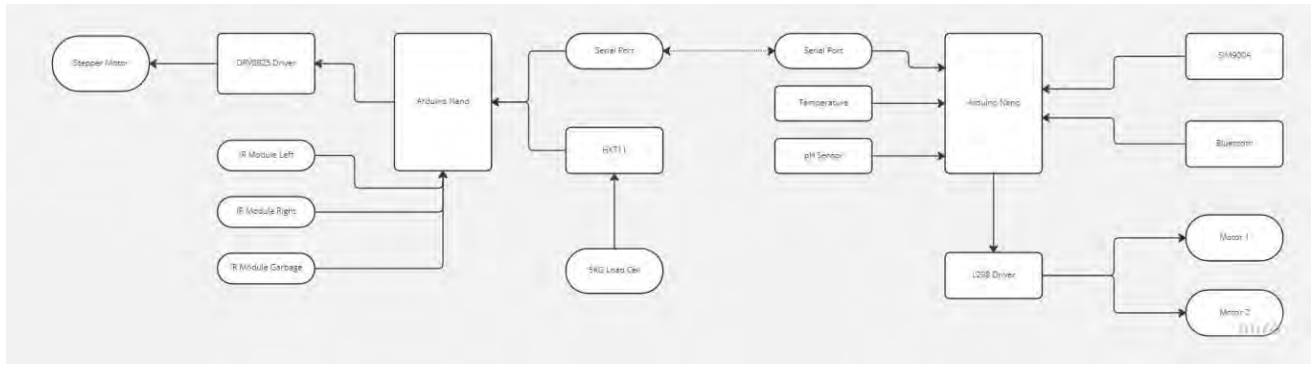 Stepper Motor
DRV8825 Driver
Arduino Nano
Serial Port
Serial Port
Arduino Nano
SIM900A
Temperature
IR Module Left
HX711
pH Sensor
Bluetooth
IR Module Right
IR Module Garbage
5KG Load Cell
L298 Driver
Motor 1
Motor 2
miro